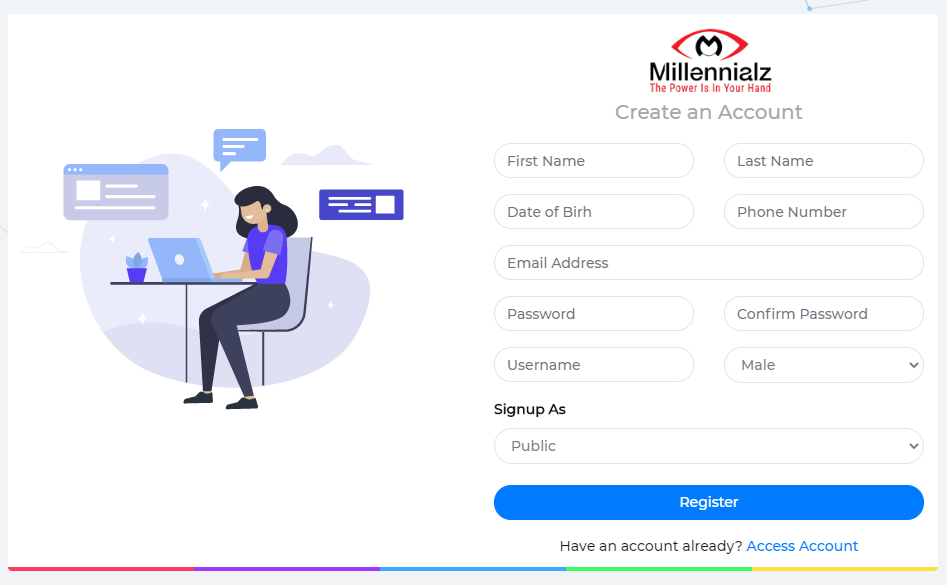 Millennialz
The Power Is In Your Hand
Create an Account
First Name
Last Name
Date of Birh
Phone Number
Email Address
Password
Confirm Password
Username
Male
Signup As
Public
Register
Have an account already? Access Account